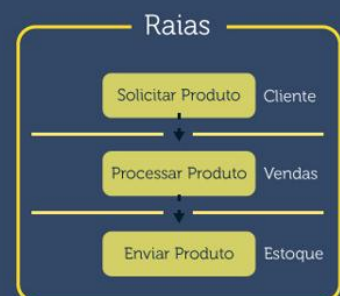 Raias
Solicitar Produto Cliente
Processar Produto Vendas
Enviar Produto Estoque